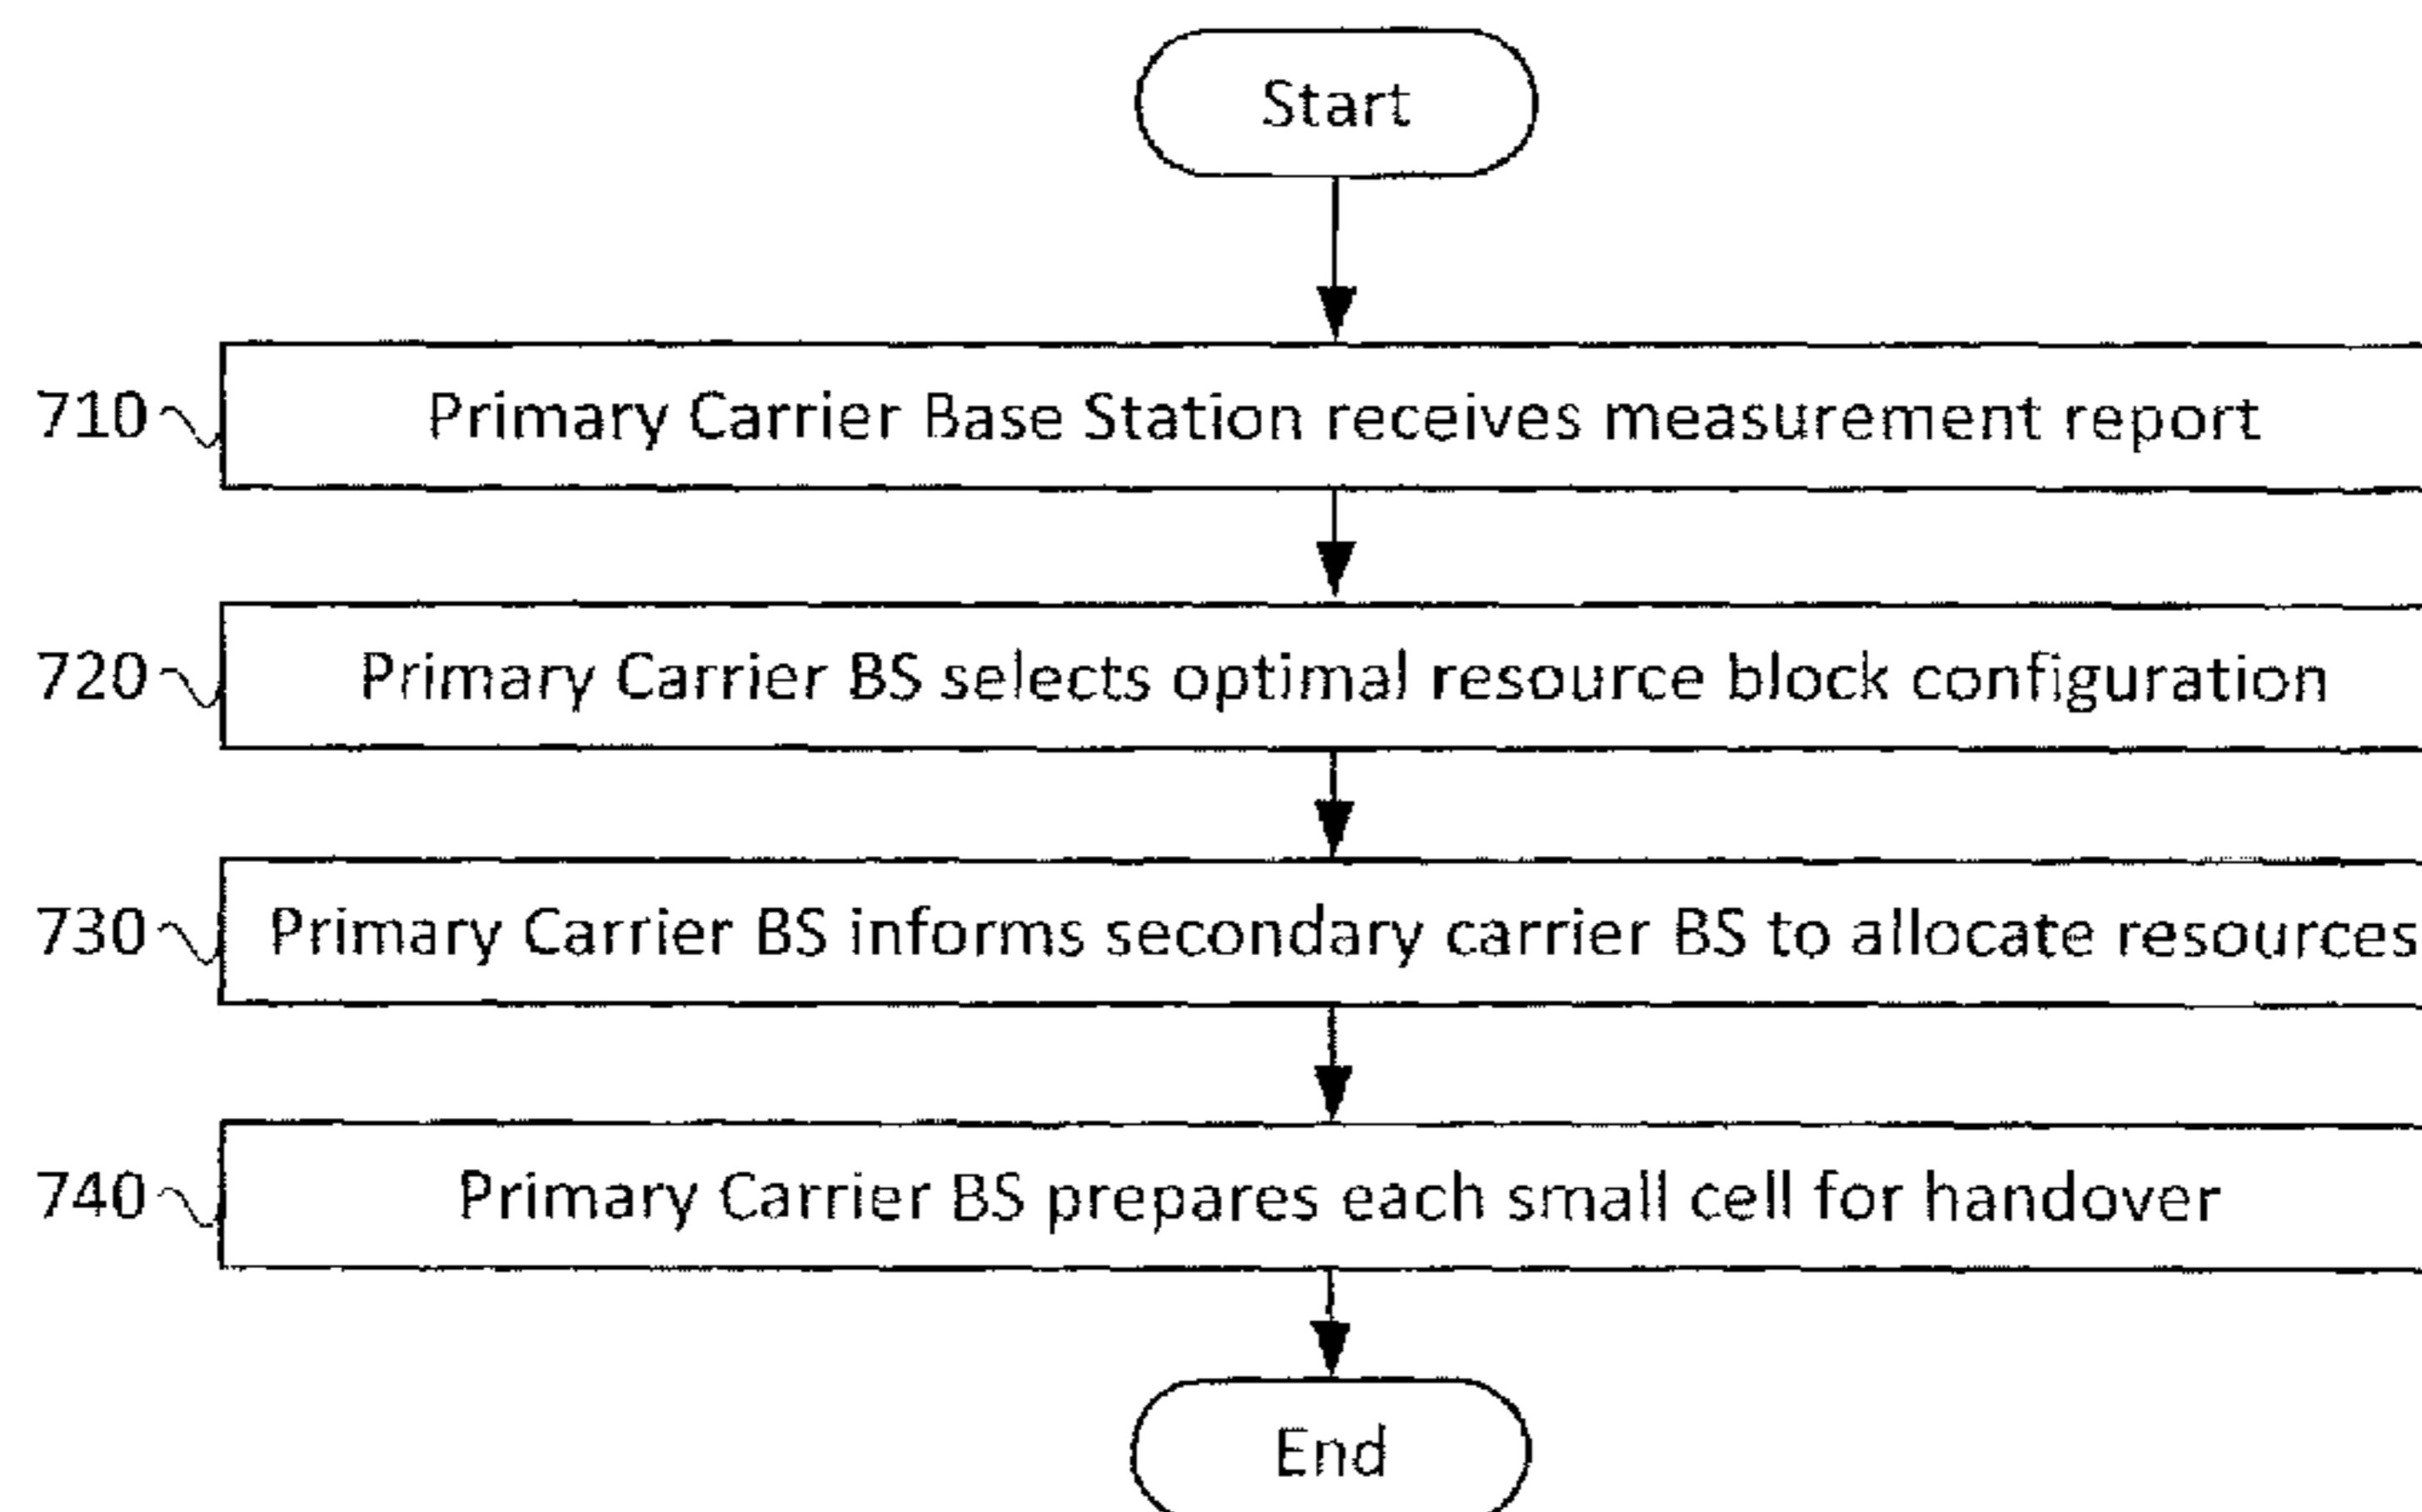 Start
710 Primary Carrier Base Station receives measurement report
720 Primary Carrier BS selects optimal resource block configuration
730 Primary Carrier BS informs secondary carrier BS to allocate resources
740 Primary Carrier BS prepares each small cell for handover
End